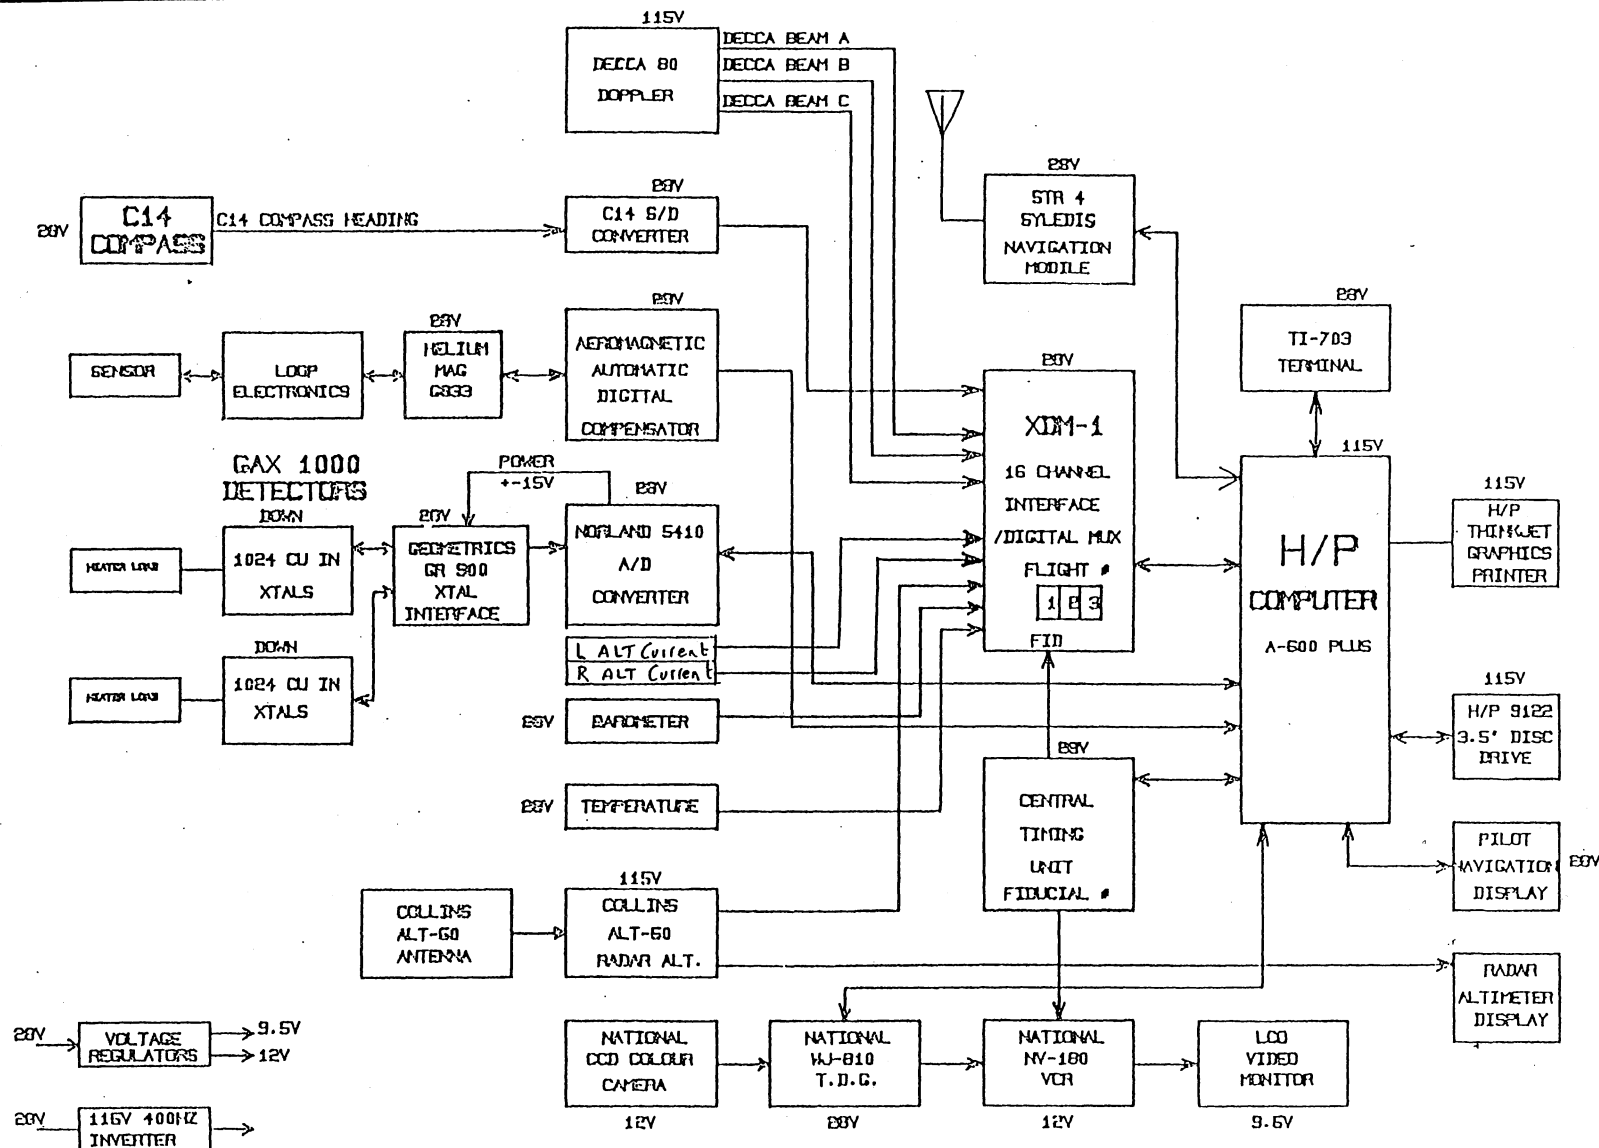 115V
DECCA 80
DOPPLER
DECCA BEAM A
DECCA BEAM B
DECCA BEAM C
28V
C14
COMPASS
C14 COMPASS HEADING
28V
C14 S/D
CONVERTER
28V
STR 4
SYLEDIS
NAVIGATION
MODILE
SENSOR
LOOP
ELECTRONICS
28V
HELIUM
MAG
G833
28V
AEROMAGNETIC
AUTOMATIC
DIGITAL
COMPENSATOR
28V
XDM-1
16 CHANNEL
INTERFACE
/DIGITAL MUX
FLIGHT #
1 2 3
FID
28V
TI-703
TERMINAL
115V
H/P
COMPUTER
A-600 PLUS
115V
H/P
THINKJET
GRAPHICS
PRINTER
GAX 1000
DETECTORS
DOWN
1024 CU IN
XTALS
HEATER LOAD
DOWN
1024 CU IN
XTALS
HEATER LOAD
POWER
+-15V
28V
GEOMETRICS
GR 900
XTAL
INTERFACE
28V
NORLAND 5410
A/D
CONVERTER
L ALT Current
R ALT Current
28V
BAROMETER
28V
TEMPERATURE
28V
CENTRAL
TIMING
UNIT
FIDUCIAL #
115V
H/P 9122
3.5' DISC
DRIVE
PILOT
NAVIGATION
DISPLAY
28V
COLLINS
ALT-60
ANTENNA
115V
COLLINS
ALT-60
RADAR ALT.
RADAR
ALTIMETER
DISPLAY
28V
VOLTAGE
REGULATORS
9.5V
12V
28V
115V 400HZ
INVERTER
NATIONAL
CCD COLOUR
CAMERA
12V
NATIONAL
WJ-810
T.D.G.
28V
NATIONAL
NV-180
VCR
12V
LCD
VIDEO
MONITOR
9.5V